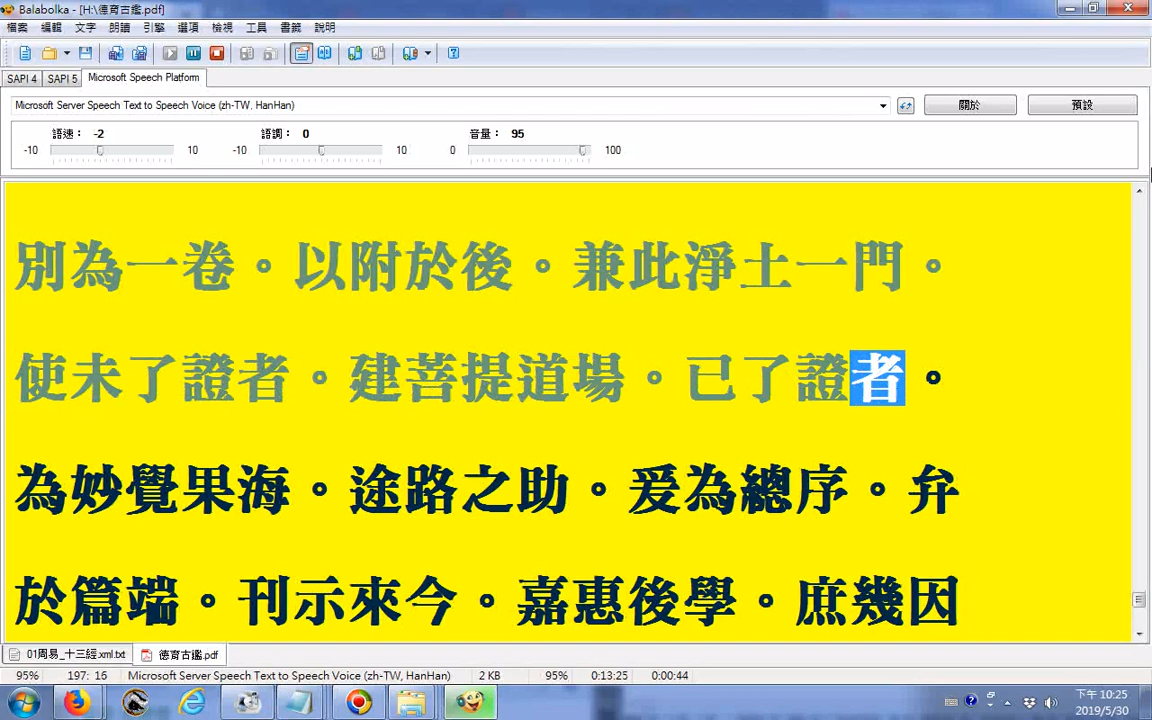 Balabolka - [H:\德育古鑑.pdf]
檔案 編輯 文字 朗讀 引擎 選項 檢視 工具 書籤 說明
SAPI 4 SAPI 5 Microsoft Speech Platform
Microsoft Server Speech Text to Speech Voice (zh-TW, HanHan) 關於 預設
語速： -2 語調： 0 音量： 95
-10 10 -10 10 0 100
別為一卷。以附於後。兼此淨土一門。
使未了證者。建菩提道場。已了證者。
為妙覺果海。途路之助。爰為總序。弁
於篇端。刊示來今。嘉惠後學。庶幾因
01周易_十三經.xml.txt 德育古鑑.pdf
95% 197: 16 Microsoft Server Speech Text to Speech Voice (zh-TW, HanHan) 2 KB 95% 0:13:25 0:00:44
下午 10:25
2019/5/30